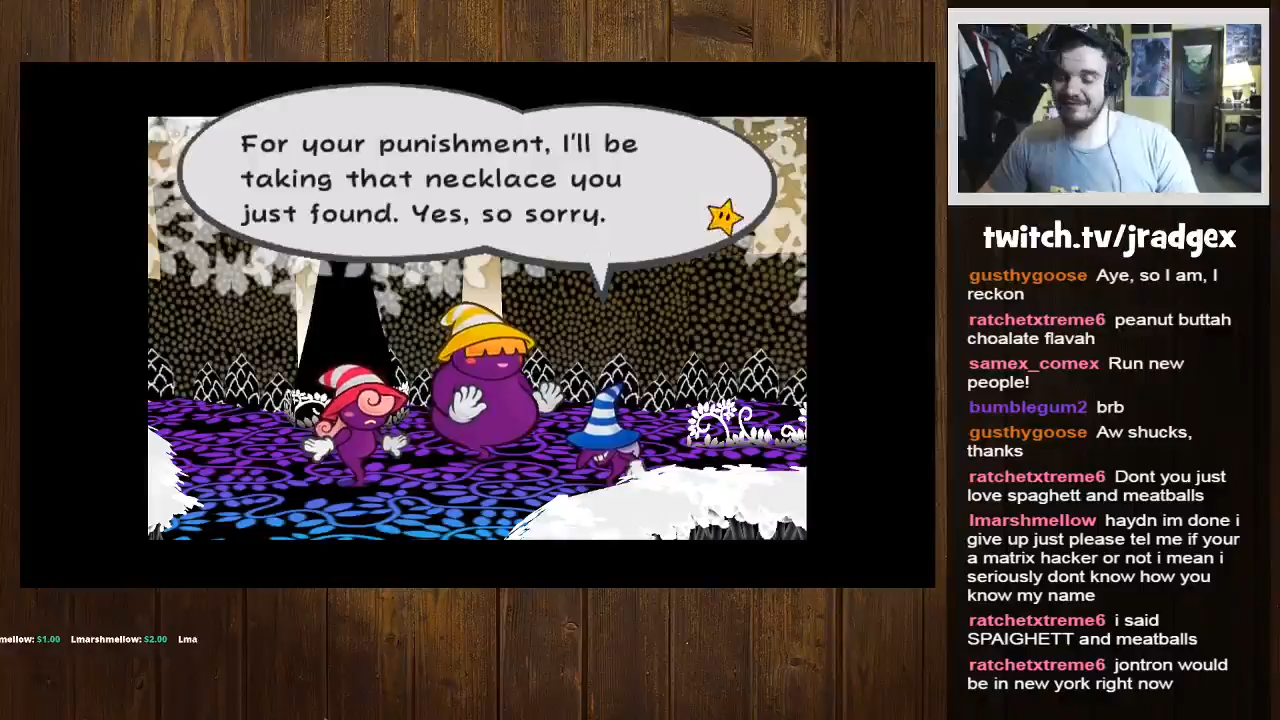 For your punishment, I'll be
taking that necklace you
just found. Yes, so sorry.
twitch.tv/jradgex
gusthygoose Aye, so I am, I
reckon
ratchetxtreme6 peanut buttah
choalate flavah
samex_comex Run new
people!
bumblegum2 brb
gusthygoose Aw shucks,
thanks
ratchetxtreme6 Dont you just
love spaghett and meatballs
lmarshmellow haydn im done i
give up just please tel me if your
a matrix hacker or not i mean i
seriously dont know how you
know my name
ratchetxtreme6 i said
SPAIGHETT and meatballs
ratchetxtreme6 jontron would
be in new york right now
mellow: $1.00 Lmarshmellow: $2.00 Lma